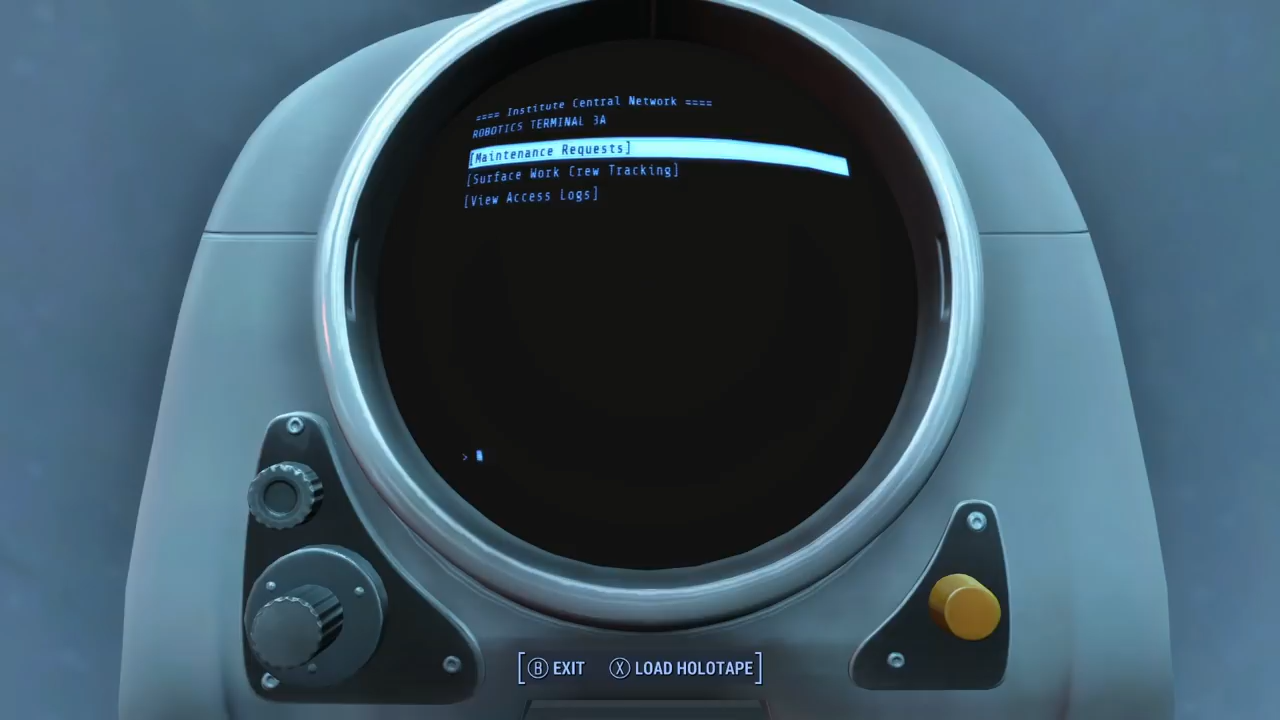 ==== Institute Central Network ====
ROBOTICS TERMINAL 3A
[Maintenance Requests]
[Surface Work Crew Tracking]
[View Access Logs]
>
[Ⓑ EXIT Ⓧ LOAD HOLOTAPE]